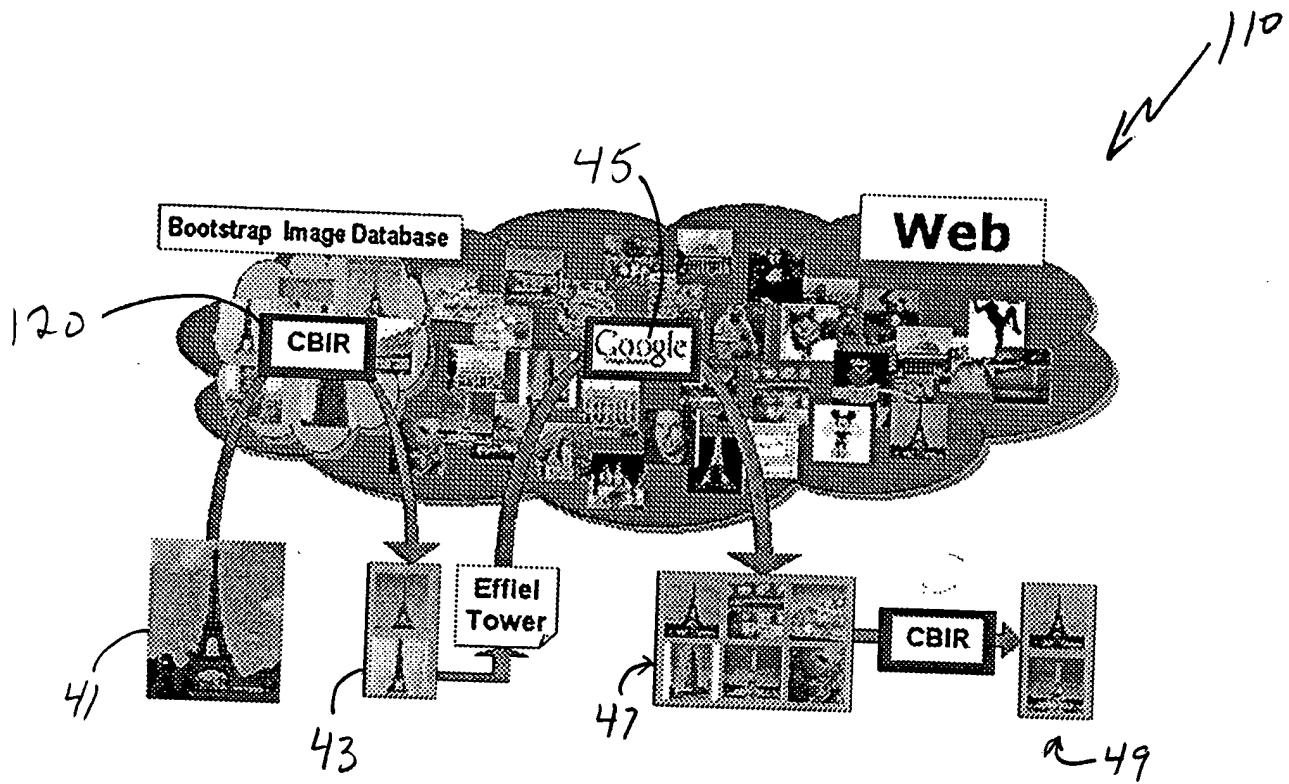 110
45
Bootstrap Image Database
Web
120
CBIR
Google
Effiel
Tower
CBIR
41
43
47
49